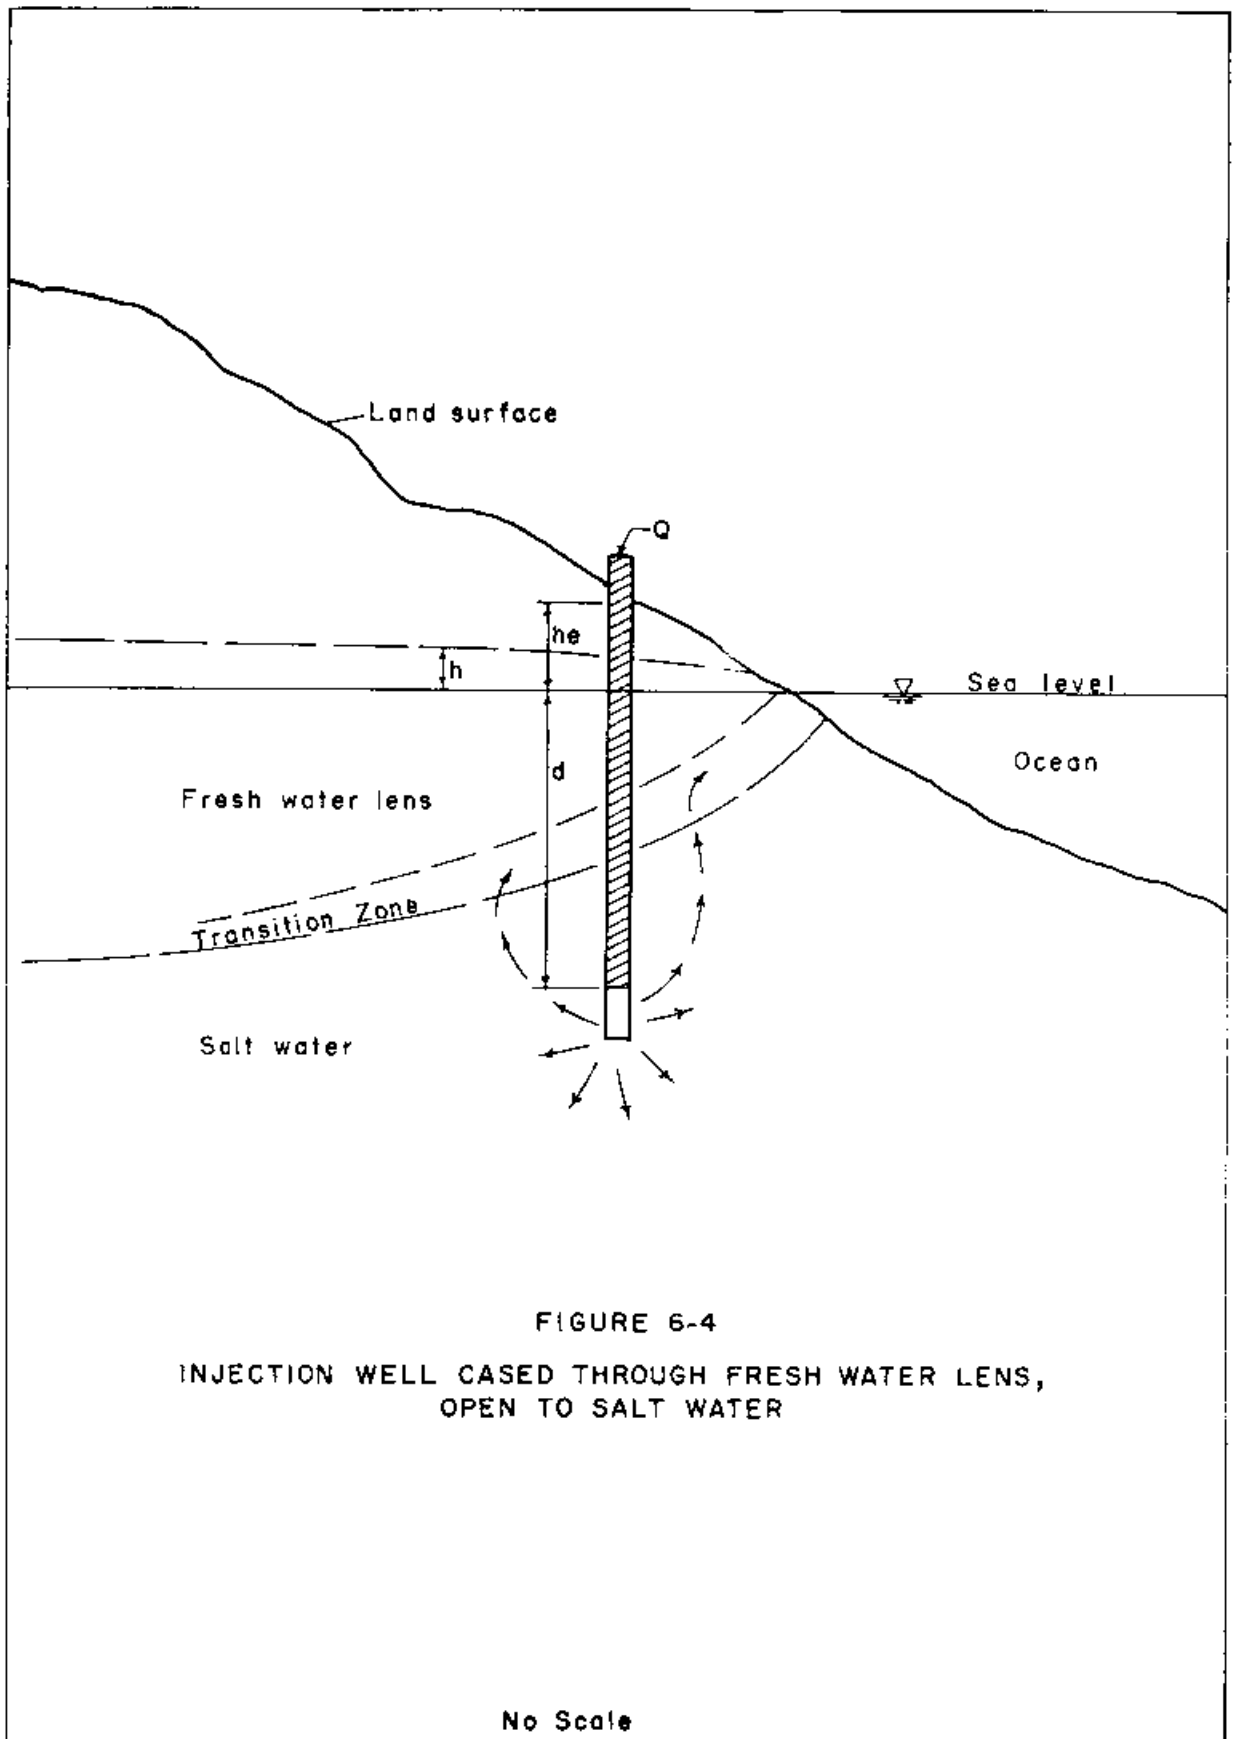 Land surface
Q
he
h
Sea level
d
Ocean
Fresh water lens
Transition Zone
Salt water
FIGURE 6-4
INJECTION WELL CASED THROUGH FRESH WATER LENS,
OPEN TO SALT WATER
No Scale